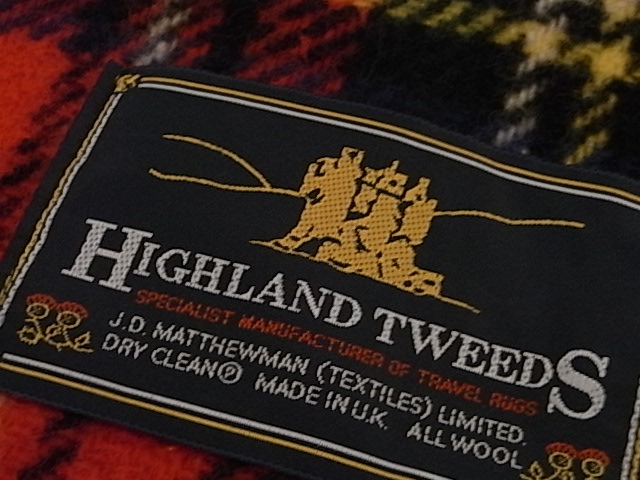 HIGHLAND TWEEDS
SPECIALIST MANUFACTURER OF TRAVEL RUGS
J.D. MATTHEWMAN (TEXTILES) LIMITED.
DRY CLEAN Ⓟ MADE IN U.K. ALL WOOL